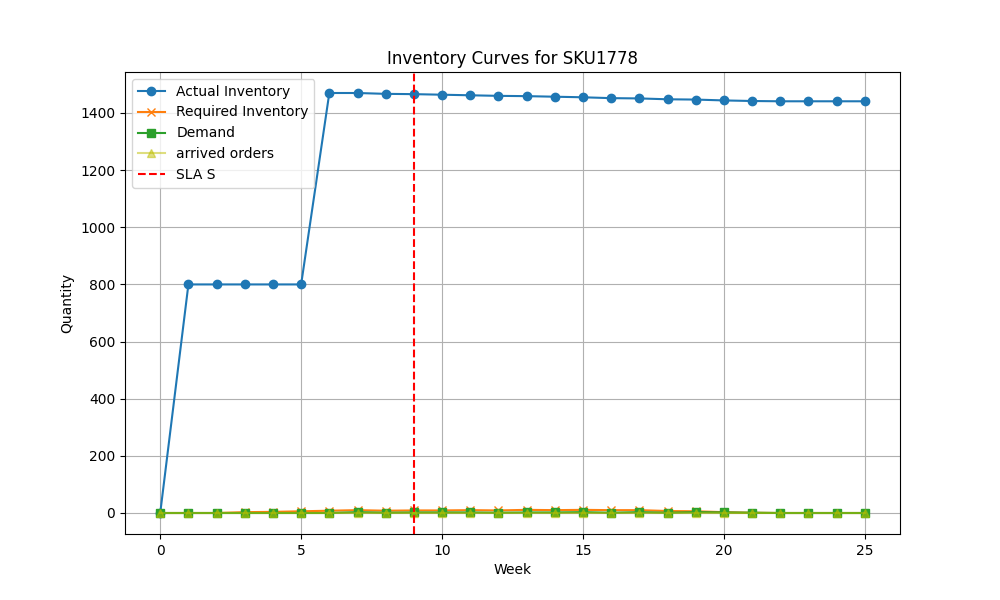 Inventory Curves for SKU1778
Actual Inventory
Required Inventory
Demand
arrived orders
SLA S
Quantity
1400
1200
1000
800
600
400
200
0
0 5 10 15 20 25
Week